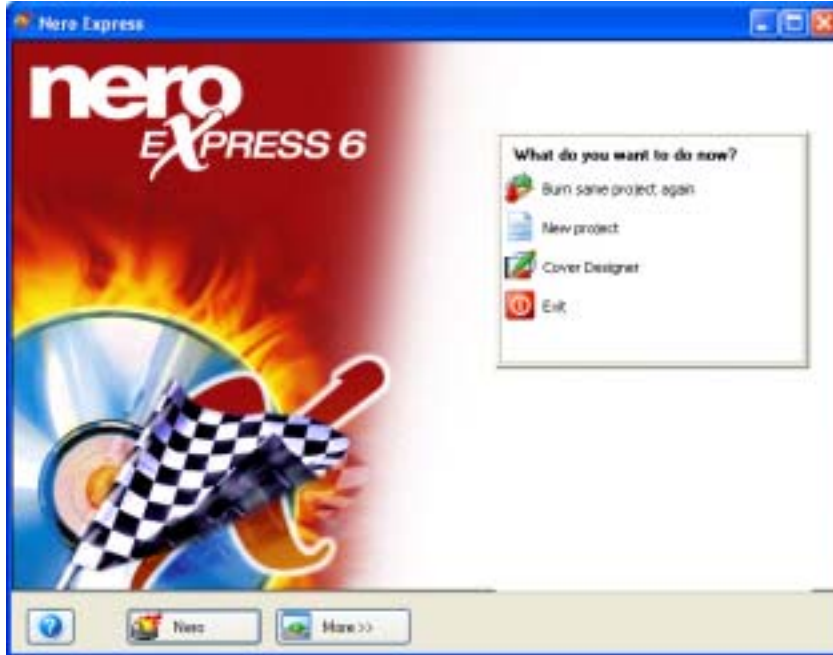 Nero Express
nero
EXPRESS 6
What do you want to do now?
Burn same project again
New project
Cover Designer
Exit
Nero
More >>